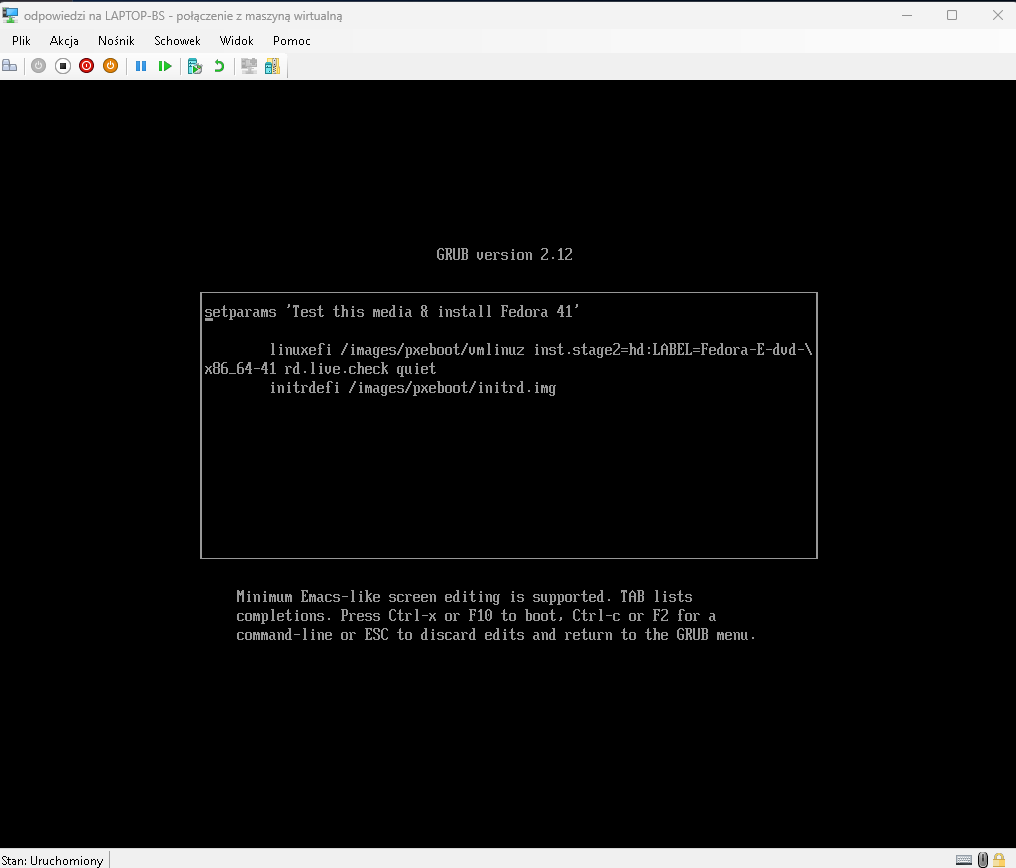 odpowiedzi na LAPTOP-BS - połączenie z maszyną wirtualną
Plik Akcja Nośnik Schowek Widok Pomoc
GRUB version 2.12
setparams 'Test this media & install Fedora 41'
linuxefi /images/pxeboot/vmlinuz inst.stage2=hd:LABEL=Fedora-E-dvd-\
x86_64-41 rd.live.check quiet
initrdefi /images/pxeboot/initrd.img
Minimum Emacs-like screen editing is supported. TAB lists
completions. Press Ctrl-x or F10 to boot, Ctrl-c or F2 for a
command-line or ESC to discard edits and return to the GRUB menu.
Stan: Uruchomiony